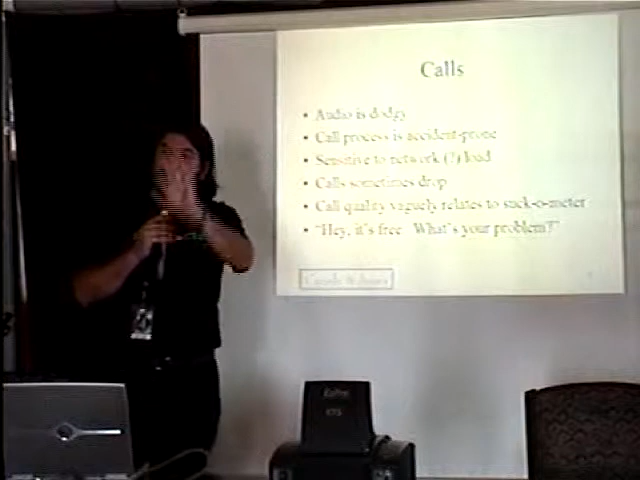 Calls
• Audio is dodgy
• Call process is accident-prone
• Sensitive to network (?) load
• Calls sometimes drop
• Call quality vaguely relates to suck-o-meter
• "Hey, it's free What's your problem?"